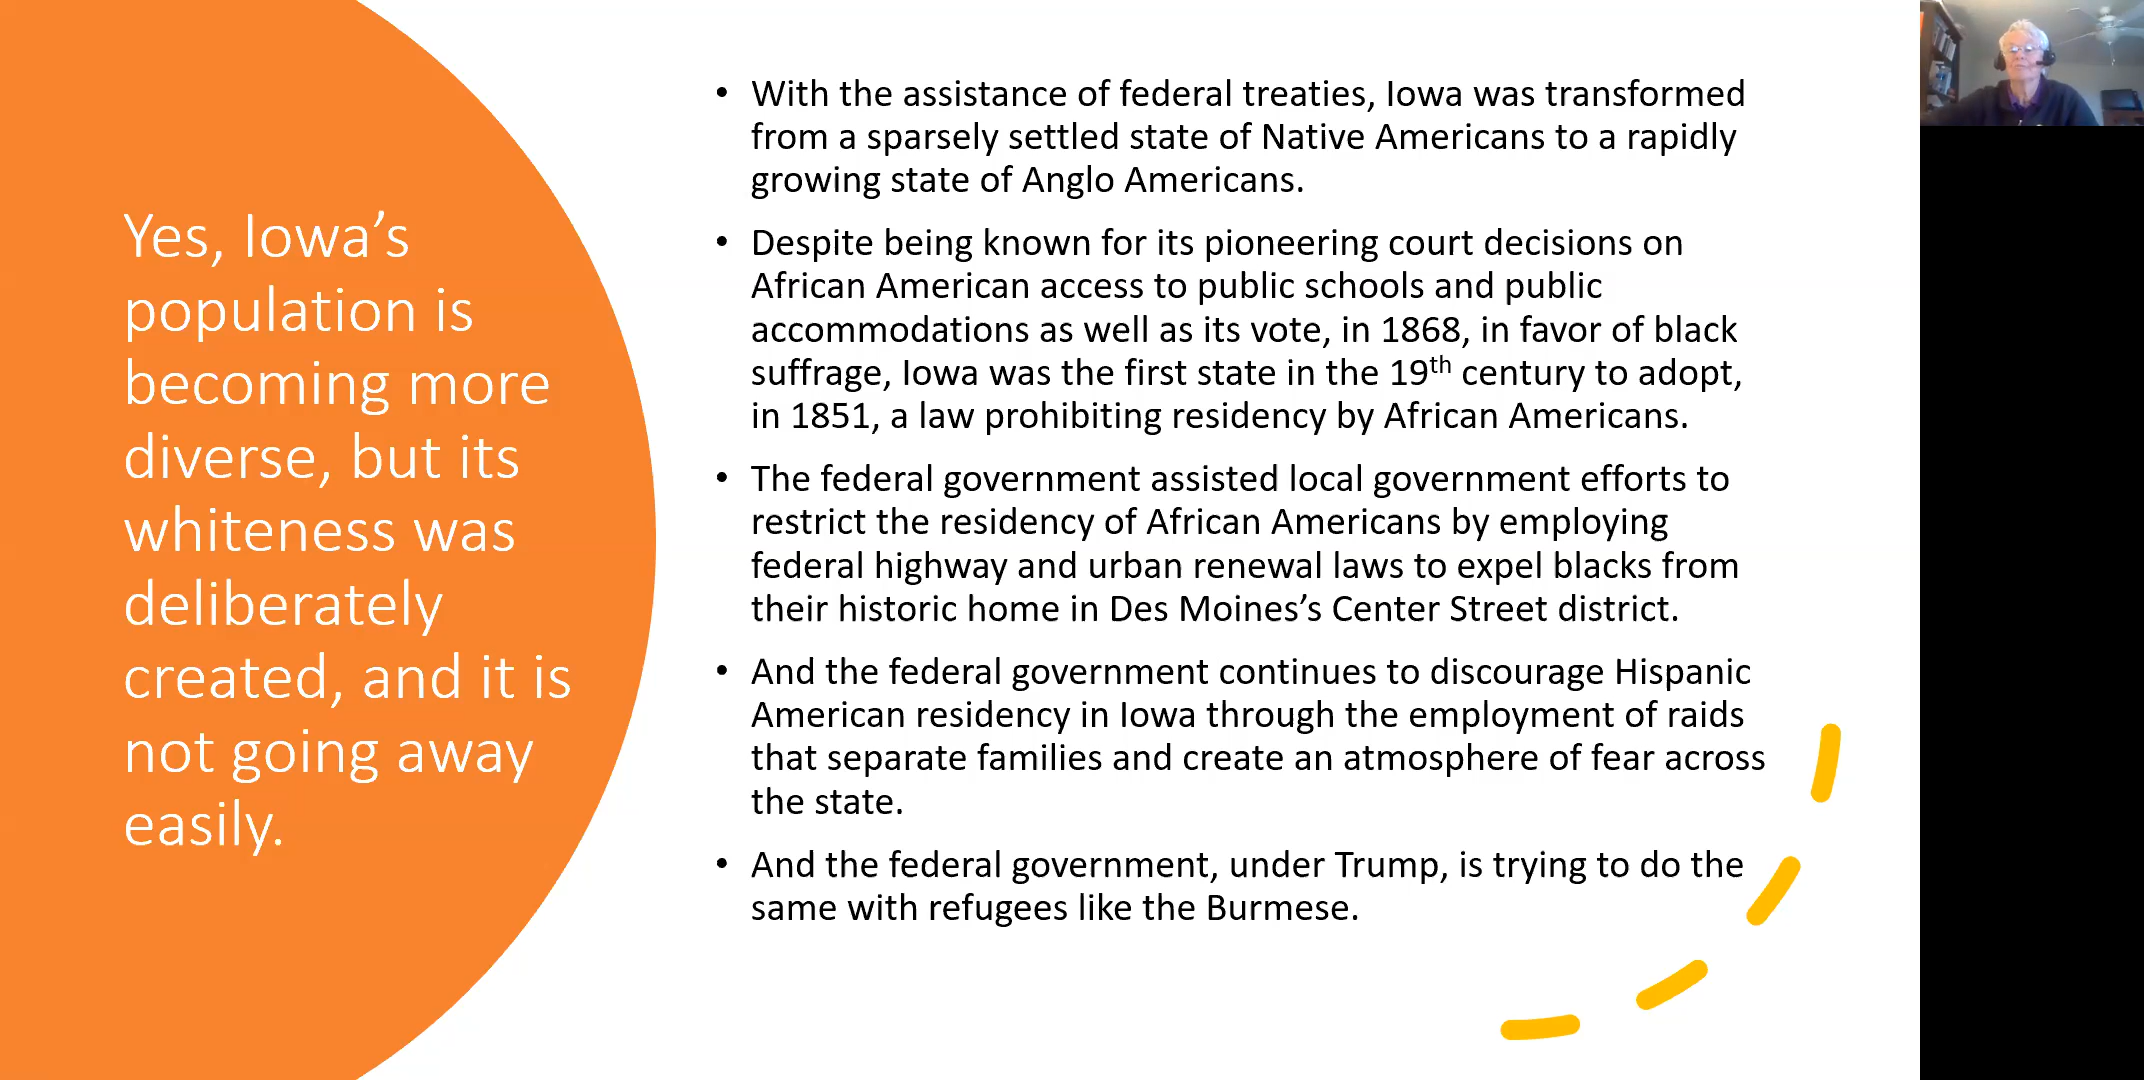 Yes, Iowa’s
population is
becoming more
diverse, but its
whiteness was
deliberately
created, and it is
not going away
easily.
• With the assistance of federal treaties, Iowa was transformed
from a sparsely settled state of Native Americans to a rapidly
growing state of Anglo Americans.
• Despite being known for its pioneering court decisions on
African American access to public schools and public
accommodations as well as its vote, in 1868, in favor of black
suffrage, Iowa was the first state in the 19th century to adopt,
in 1851, a law prohibiting residency by African Americans.
• The federal government assisted local government efforts to
restrict the residency of African Americans by employing
federal highway and urban renewal laws to expel blacks from
their historic home in Des Moines’s Center Street district.
• And the federal government continues to discourage Hispanic
American residency in Iowa through the employment of raids
that separate families and create an atmosphere of fear across
the state.
• And the federal government, under Trump, is trying to do the
same with refugees like the Burmese.